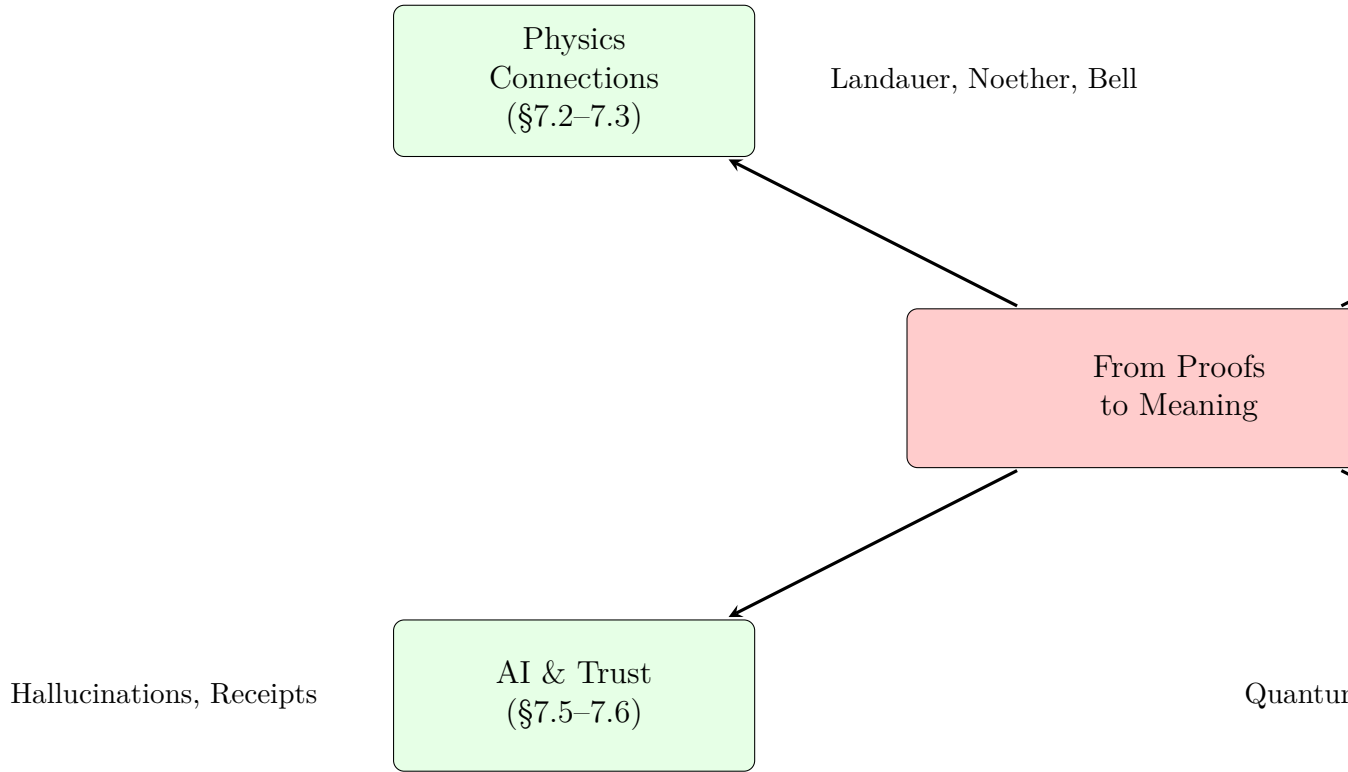 Physics
Connections
(§7.2–7.3)
Landauer, Noether, Bell
From Proofs
to Meaning
AI & Trust
(§7.5–7.6)
Hallucinations, Receipts